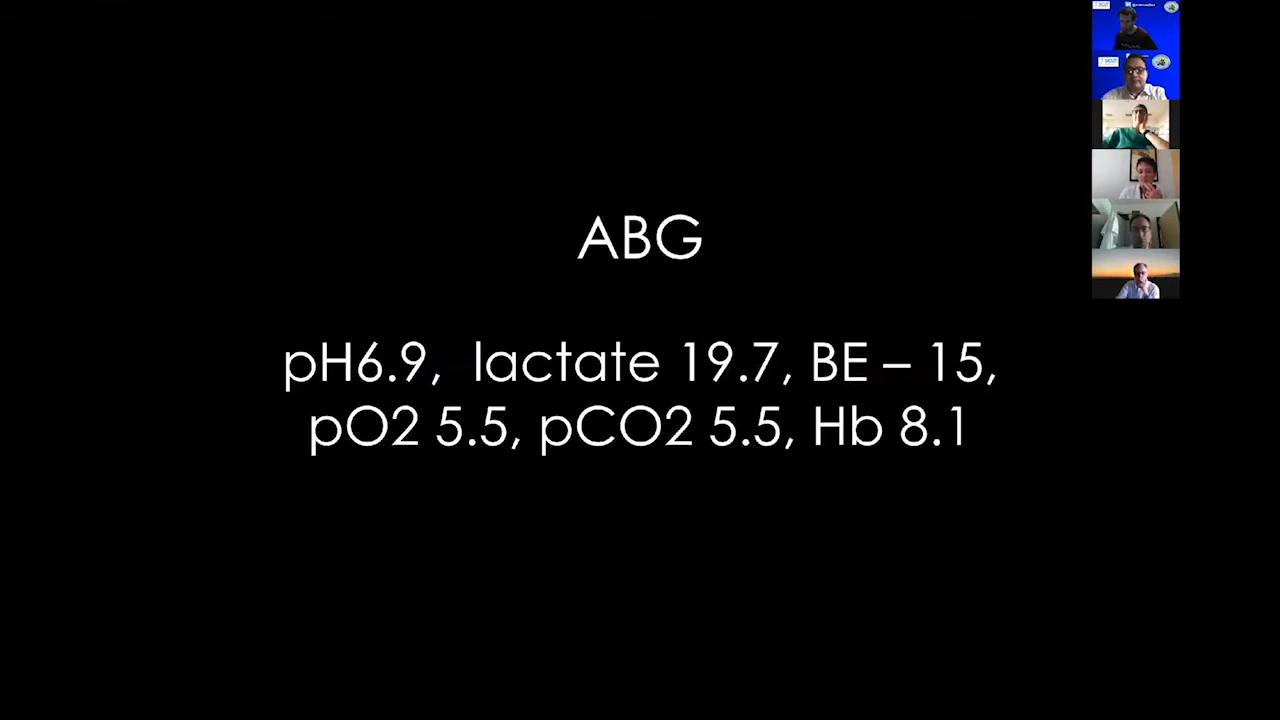 ABG
pH6.9, lactate 19.7, BE – 15,
pO2 5.5, pCO2 5.5, Hb 8.1